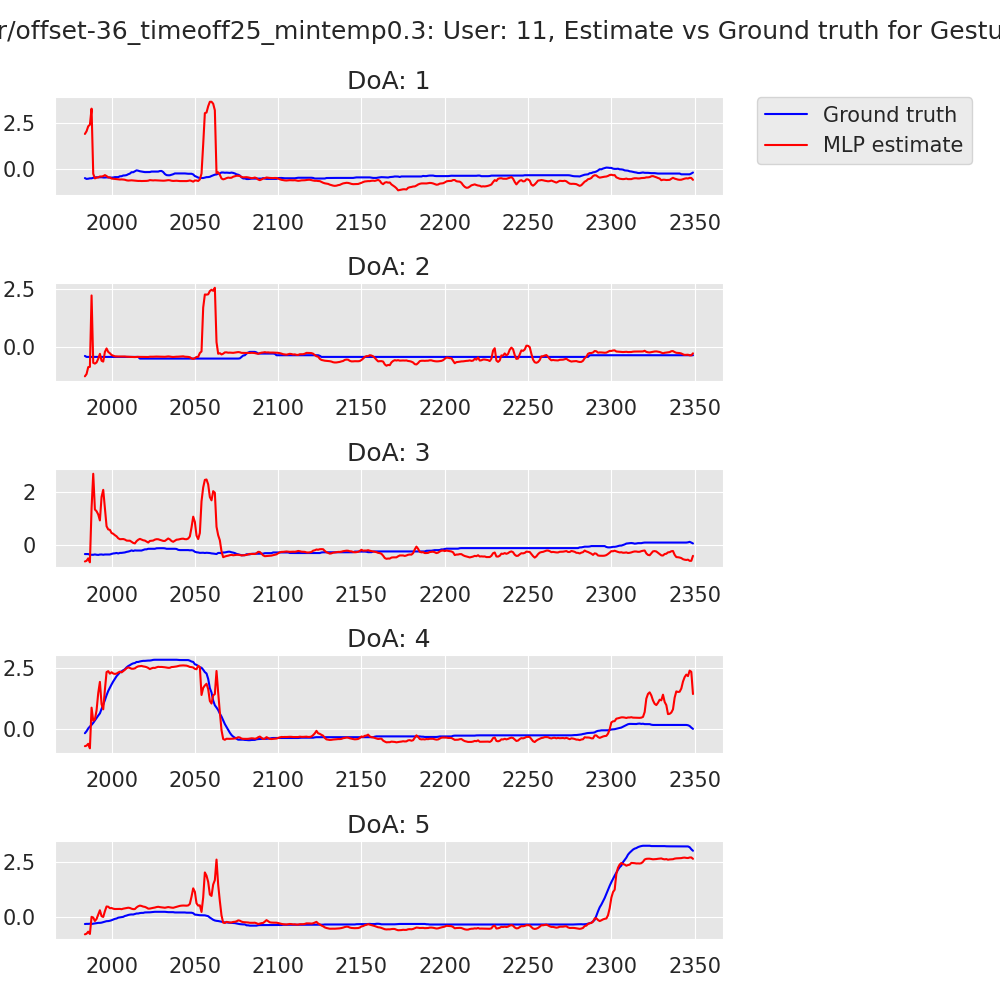 r/offset-36_timeoff25_mintemp0.3: User: 11, Estimate vs Ground truth for Gestu
DoA: 1
Ground truth
MLP estimate
2.5
0.0
2000 2050 2100 2150 2200 2250 2300 2350
DoA: 2
2.5
0.0
2000 2050 2100 2150 2200 2250 2300 2350
DoA: 3
2
0
2000 2050 2100 2150 2200 2250 2300 2350
DoA: 4
2.5
0.0
2000 2050 2100 2150 2200 2250 2300 2350
DoA: 5
2.5
0.0
2000 2050 2100 2150 2200 2250 2300 2350